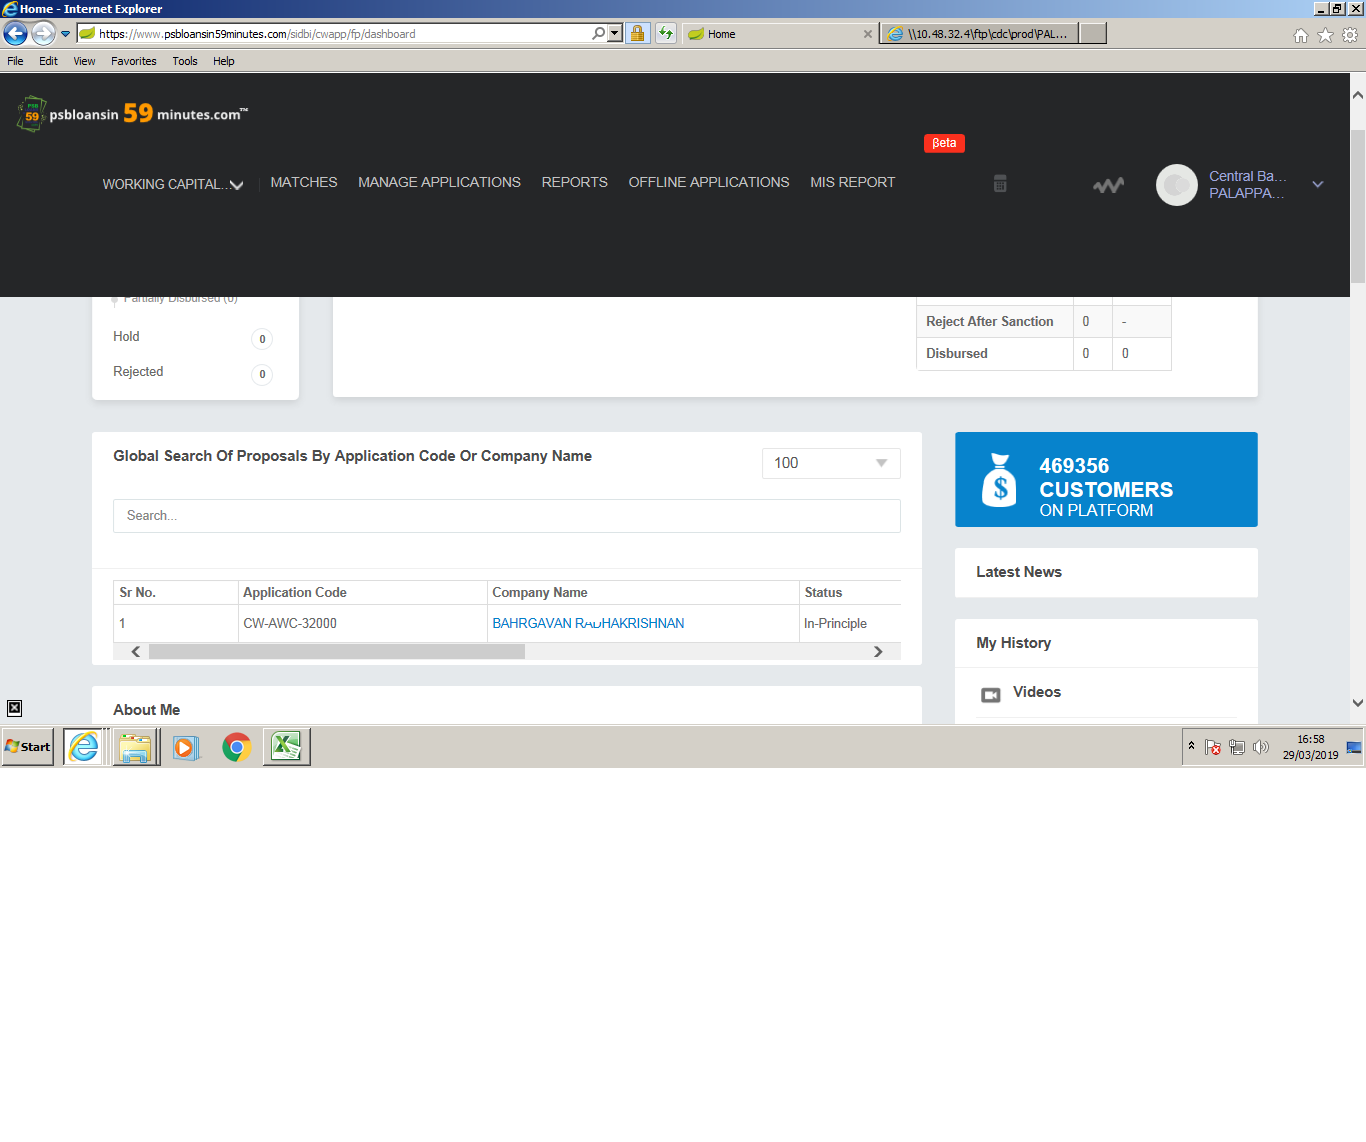 Home - Internet Explorer
https://www.psbloansin59minutes.com/sidbi/cwapp/fp/dashboard
Home
\\10.48.32.4\ftp\cdc\prod\PAL...
File Edit View Favorites Tools Help
PSB
59
psbloansin 59 minutes.com™
βeta
WORKING CAPITAL...
MATCHES
MANAGE APPLICATIONS
REPORTS
OFFLINE APPLICATIONS
MIS REPORT
Central Ba...
PALAPPA...
Partially Disbursed (0)
Hold 0
Rejected 0
Reject After Sanction 0 -
Disbursed 0 0
Global Search Of Proposals By Application Code Or Company Name
100
Search...
Sr No. Application Code Company Name Status
1 CW-AWC-32000 BAHRGAVAN RADHAKRISHNAN In-Principle
About Me
469356
CUSTOMERS
ON PLATFORM
Latest News
My History
Videos
Start
16:58
29/03/2019